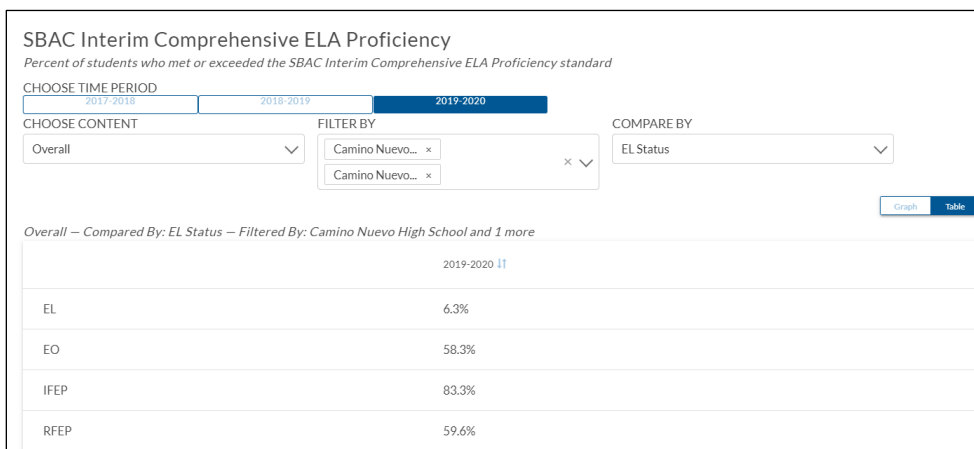 SBAC Interim Comprehensive ELA Proficiency
Percent of students who met or exceeded the SBAC Interim Comprehensive ELA Proficiency standard
CHOOSE TIME PERIOD
2017-2018 2018-2019 2019-2020
CHOOSE CONTENT FILTER BY COMPARE BY
Overall Camino Nuevo... × × EL Status
Camino Nuevo... ×
Graph Table
Overall — Compared By: EL Status — Filtered By: Camino Nuevo High School and 1 more
2019-2020
EL 6.3%
EO 58.3%
IFEP 83.3%
RFEP 59.6%